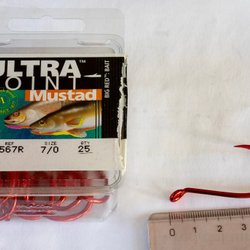 ULTRA
POINT
Mustad
BIG RED BAIT
REF SIZE QTY
567R 7/0 25
0 1 2 3